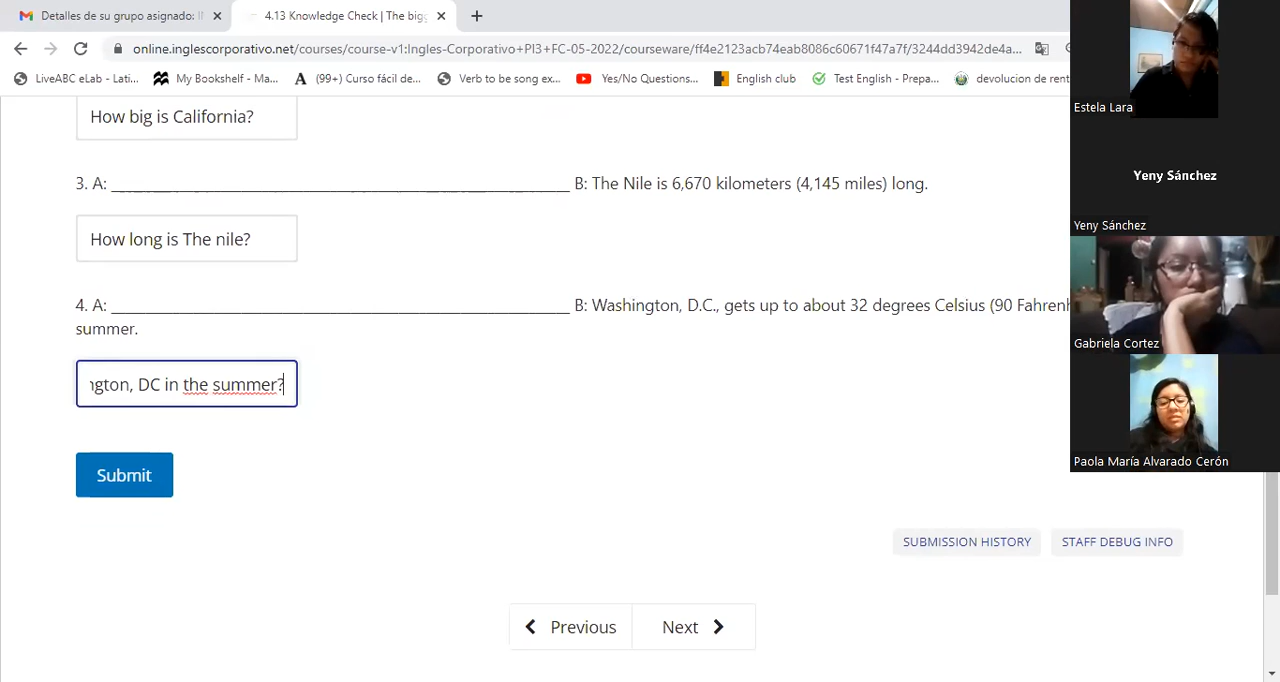 Detalles de su grupo asignado: I
4.13 Knowledge Check | The big
online.inglescorporativo.net/courses/course-v1:Ingles-Corporativo+PI3+FC-05-2022/courseware/ff4e2123acb74eab8086c60671f47a7f/3244dd3942de4a...
LiveABC eLab - Lati... My Bookshelf - Ma... (99+) Curso fácil de... Verb to be song ex... Yes/No Questions... English club Test English - Prepa... devolucion de rent
How big is California?
3. A: ______ B: The Nile is 6,670 kilometers (4,145 miles) long.
How long is The nile?
4. A: ______ B: Washington, D.C., gets up to about 32 degrees Celsius (90 Fahrenh
summer.
ngton, DC in the summer?
Submit
SUBMISSION HISTORY STAFF DEBUG INFO
Previous Next
Estela Lara
Yeny Sánchez
Yeny Sánchez
Gabriela Cortez
Paola María Alvarado Cerón